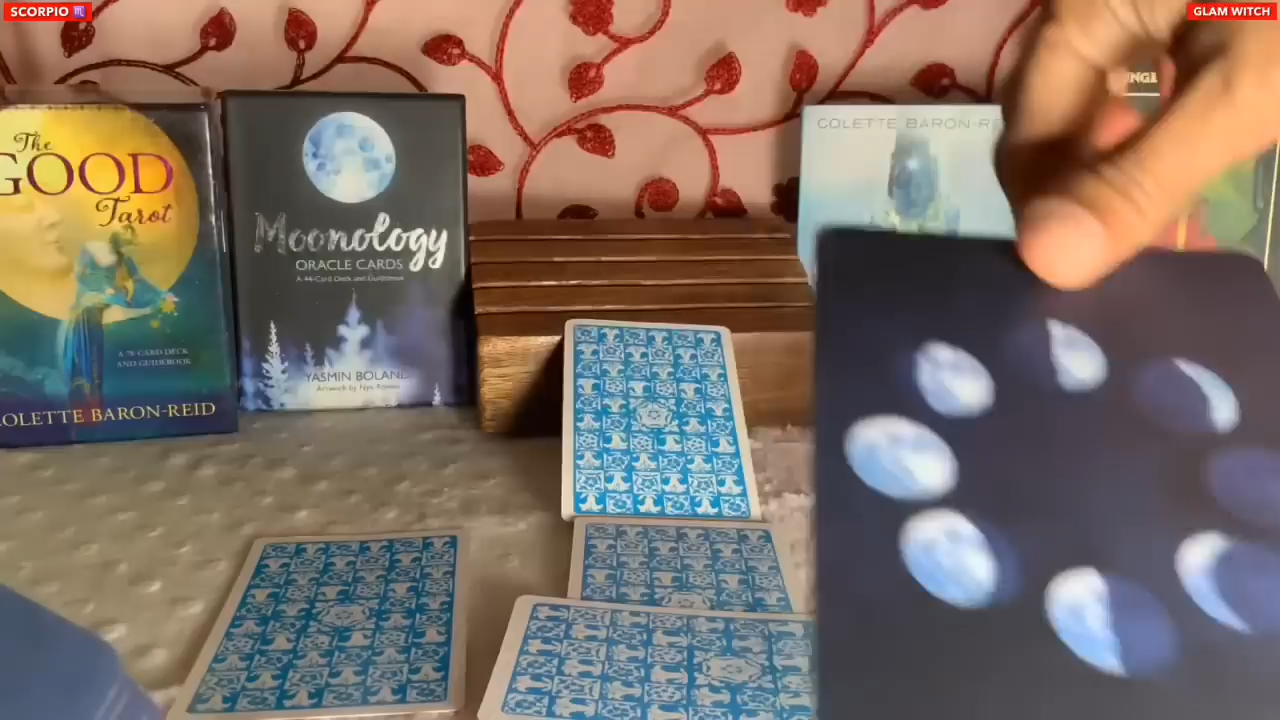 SCORPIO ♏
GLAM WITCH
The
GOOD
Tarot
A 78 CARD DECK
AND GUIDEBOOK
COLETTE BARON-REID
Moonology
ORACLE CARDS
A 44-Card Deck and Guidebook
YASMIN BOLAND
COLETTE BARON-RE